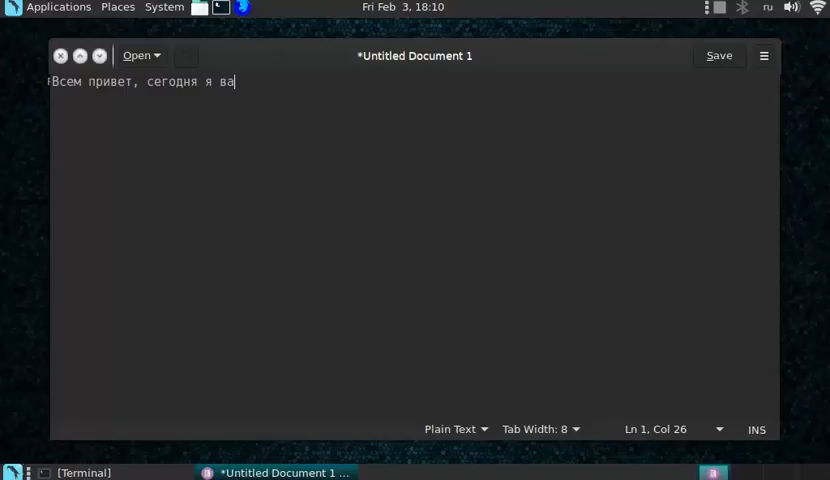 Applications Places System Fri Feb 3, 18:10 ru
Open *Untitled Document 1 Save
Всем привет, сегодня я ва
Plain Text Tab Width: 8 Ln 1, Col 26 INS
[Terminal] *Untitled Document 1 ...